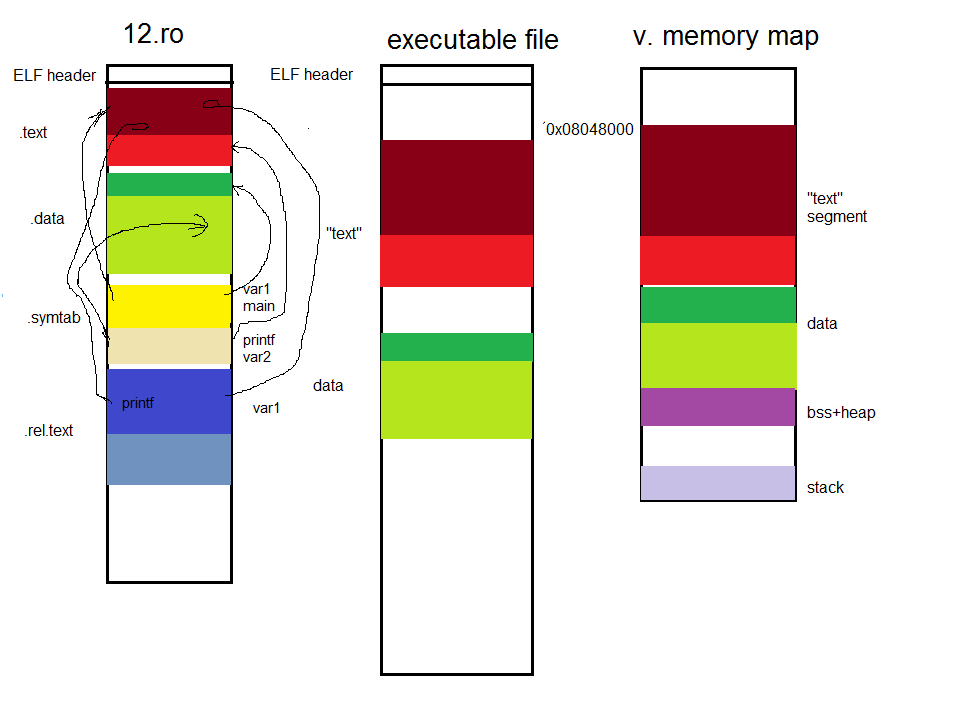 12.ro
executable file
v. memory map
ELF header
ELF header
´0x08048000
.text
"text"
segment
.data
"text"
var1
main
.symtab
data
printf
var2
data
printf
var1
bss+heap
.rel.text
stack